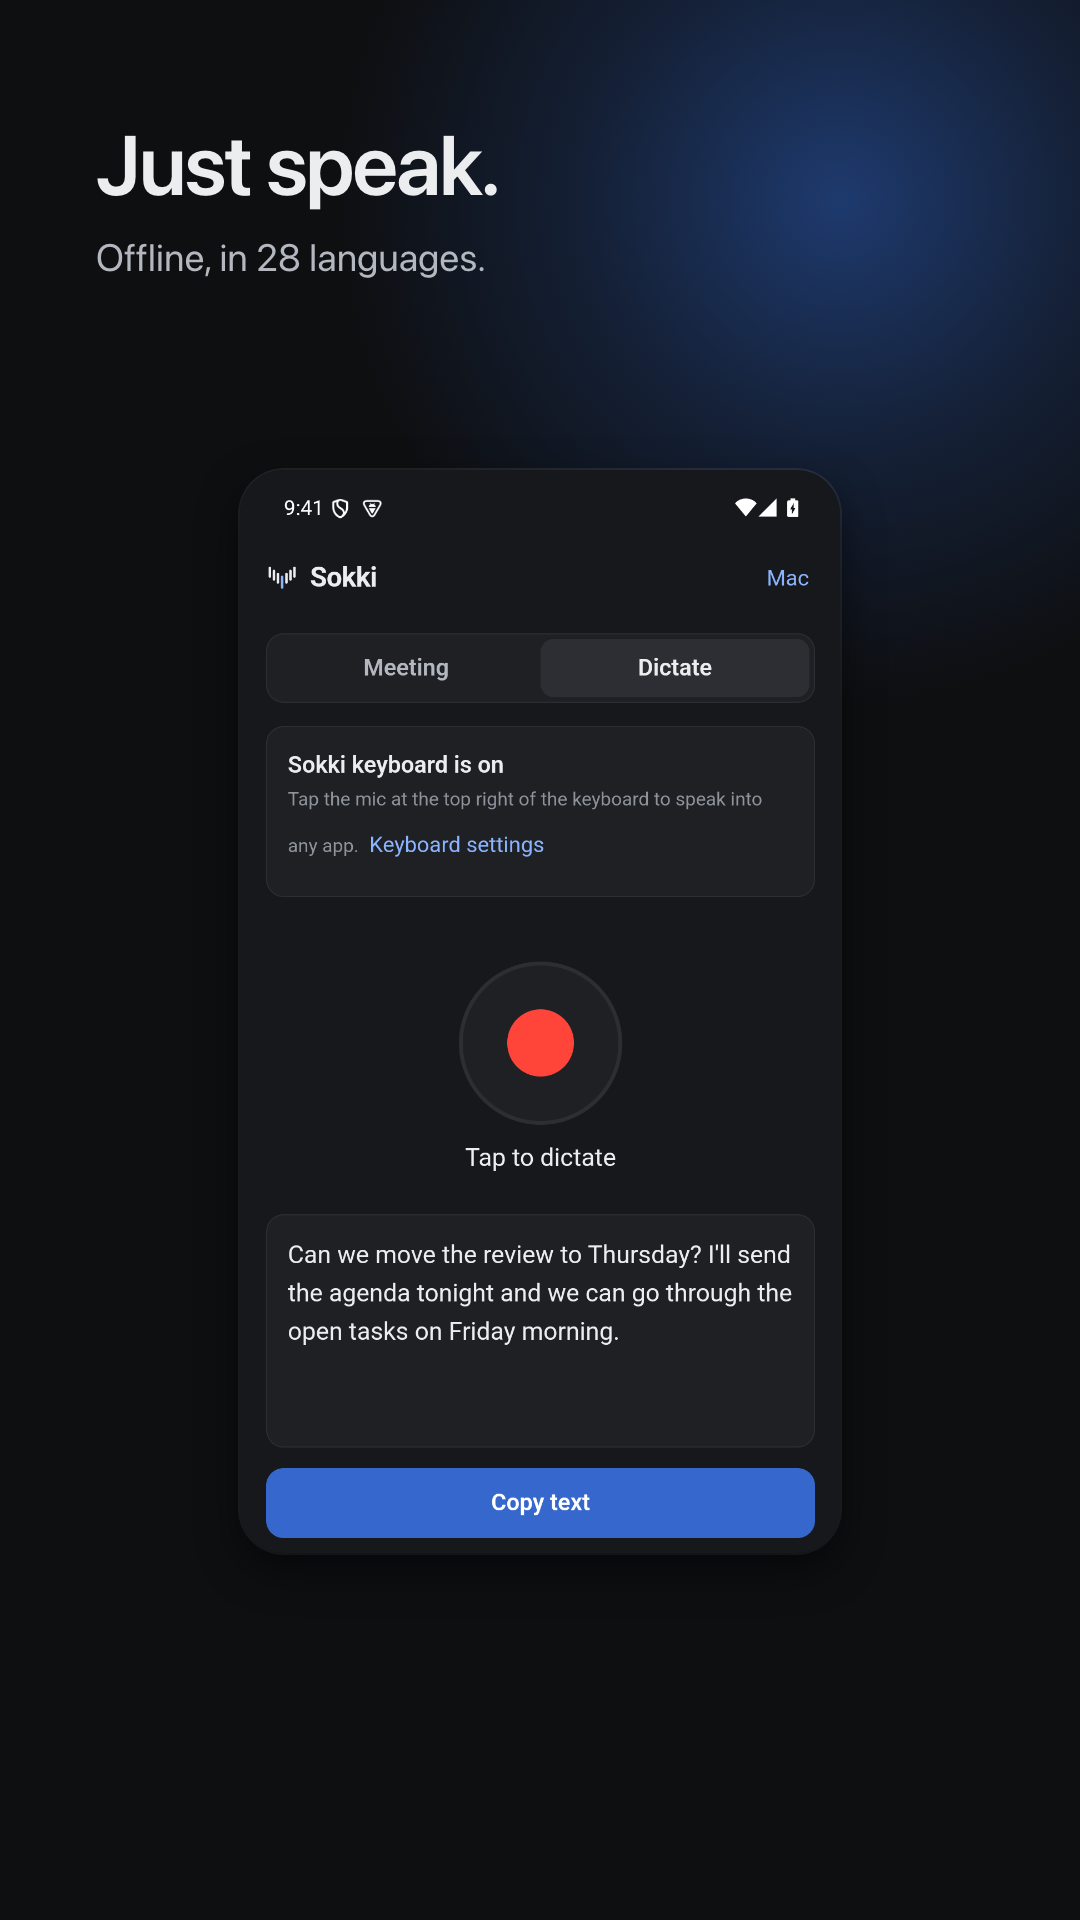 Just speak.
Offline, in 28 languages.
9:41
Sokki
Mac
Meeting
Dictate
Sokki keyboard is on
Tap the mic at the top right of the keyboard to speak into
any app. Keyboard settings
Tap to dictate
Can we move the review to Thursday? I'll send
the agenda tonight and we can go through the
open tasks on Friday morning.
Copy text